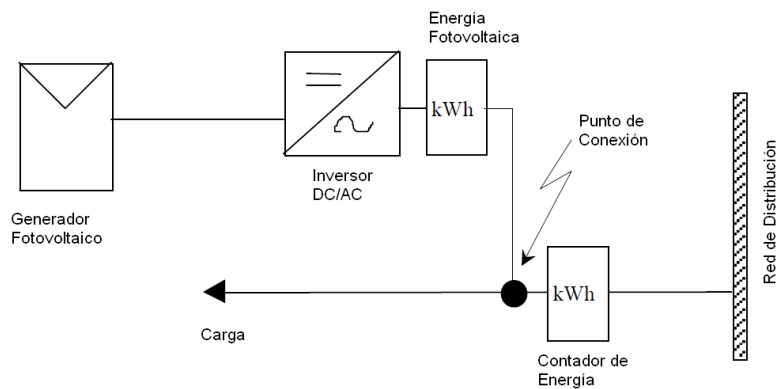 Energía
Fotovoltaica
kWh
Punto de
Conexión
Inversor
DC/AC
Generador
Fotovoltaico
Red de Distribución
kWh
Carga
Contador de
Energía